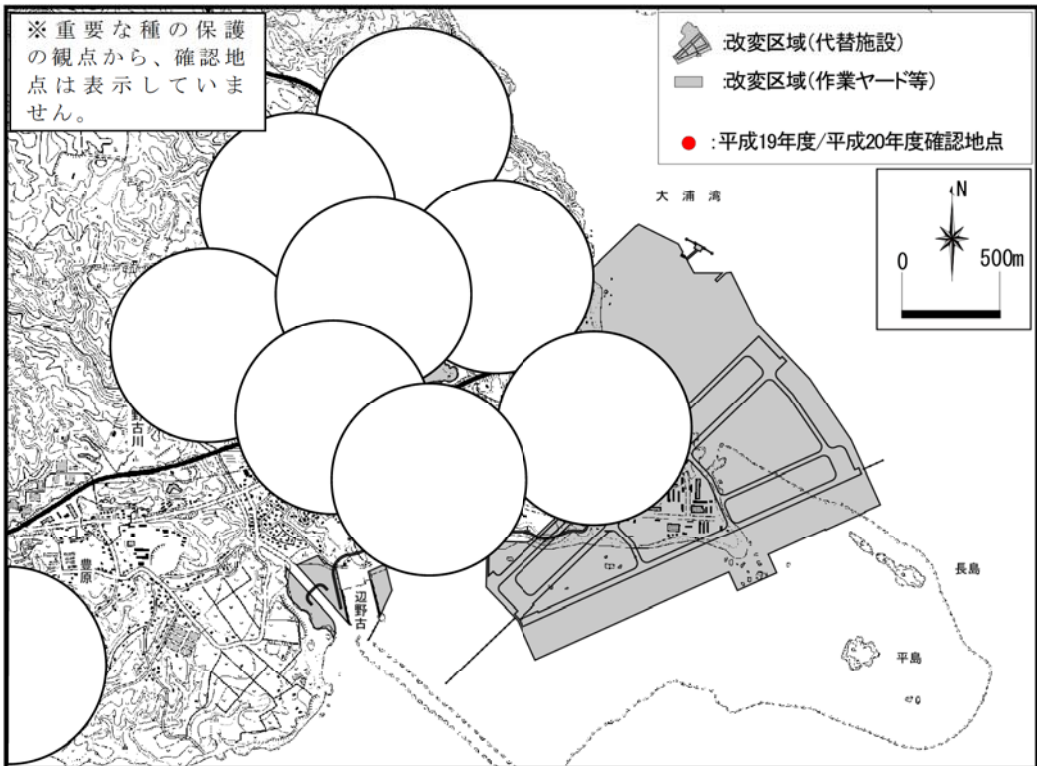 ※重要な種の保護
の観点から、確認地
点は表示していま
せん。
:改変区域(代替施設)
:改変区域(作業ヤード等)
:平成19年度/平成20年度確認地点
大浦湾
N
0 500m
野古川
豊原
辺野古
長島
平島